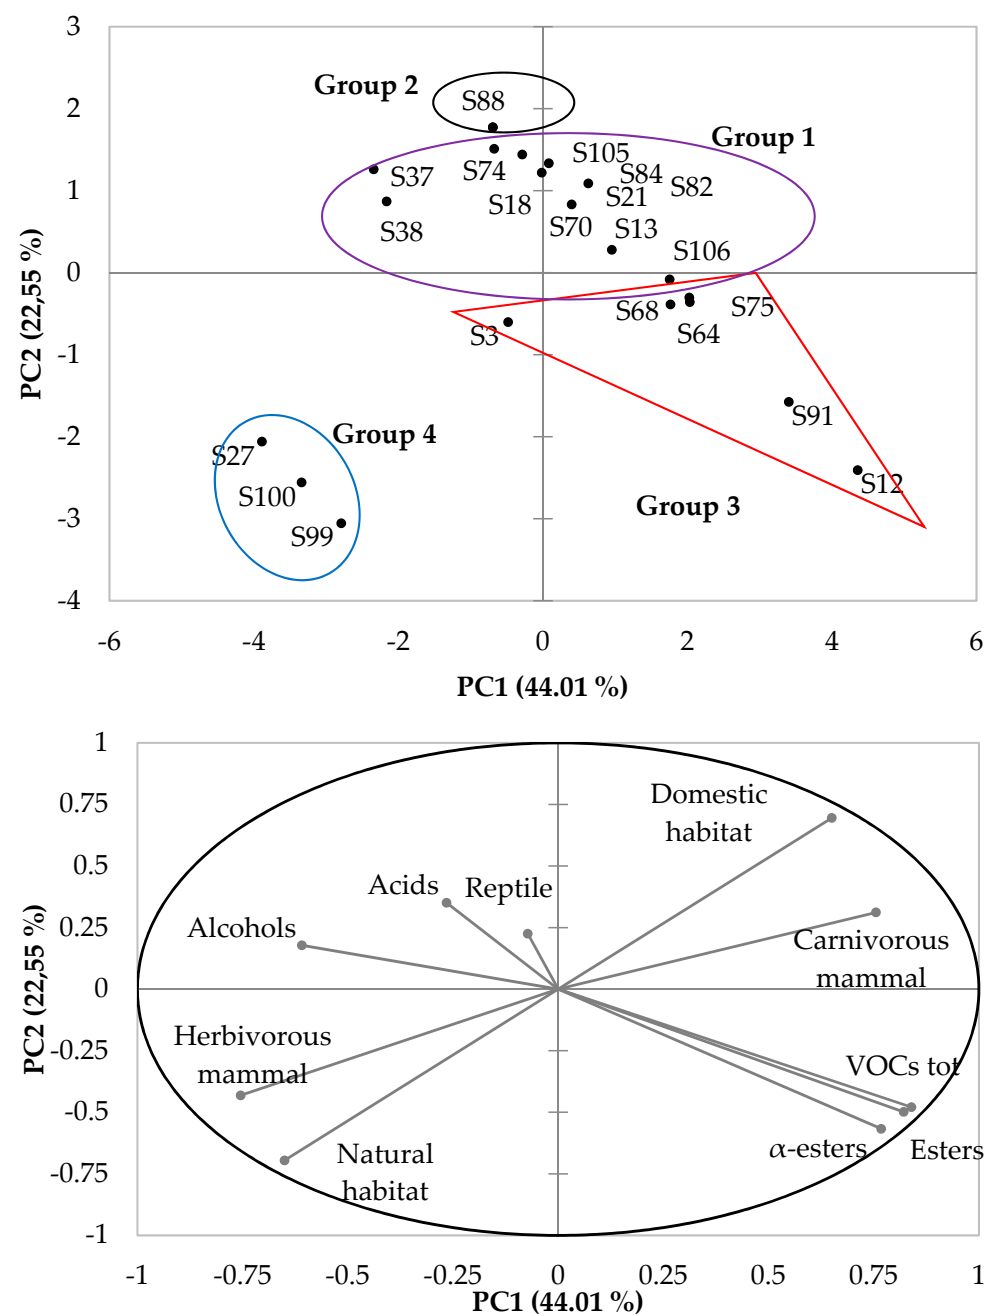 3
Group 2
S88
2
Group 1
S105
S74
S37
S84
S82
1
S21
S18
S70
S13
S38
S106
0
S75
S68
S64
S3
-1
PC2 (22,55 %)
S91
-2
Group 4
S27
S12
S100
Group 3
-3
S99
-4
-6
-4
-2
0
2
4
6
PC1 (44.01 %)
1
Domestic
habitat
0.75
0.5
Acids
Reptile
Alcohols
0.25
Carnivorous
mammal
0
PC2 (22,55 %)
Herbivorous
mammal
-0.25
VOCs tot
-0.5
α-esters
Esters
Natural
habitat
-0.75
-1
-1
-0.75
-0.5
-0.25
0
0.25
0.5
0.75
1
PC1 (44.01 %)